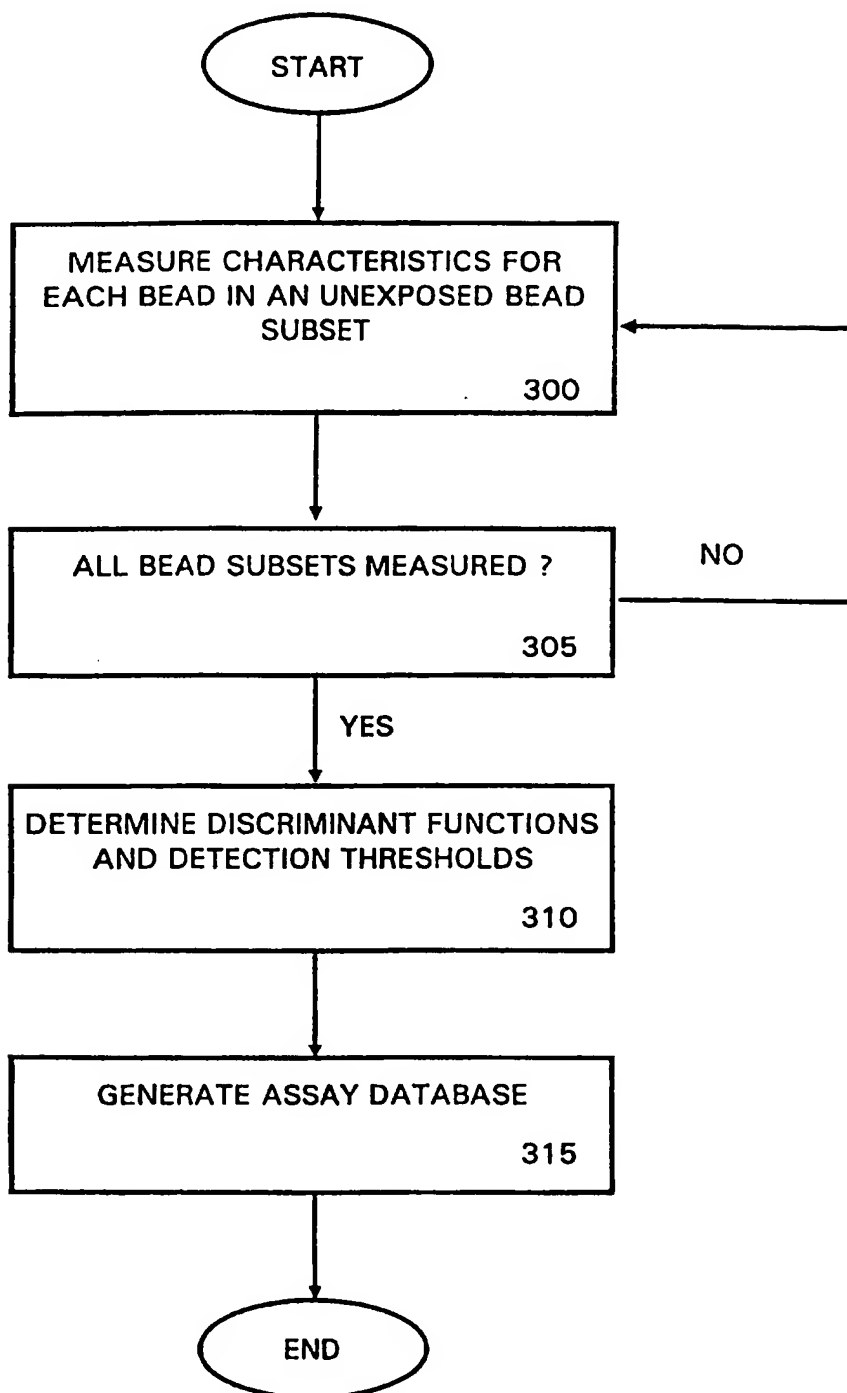 START
MEASURE CHARACTERISTICS FOR
EACH BEAD IN AN UNEXPOSED BEAD
SUBSET
300
ALL BEAD SUBSETS MEASURED ?
305
NO
YES
DETERMINE DISCRIMINANT FUNCTIONS
AND DETECTION THRESHOLDS
310
GENERATE ASSAY DATABASE
315
END